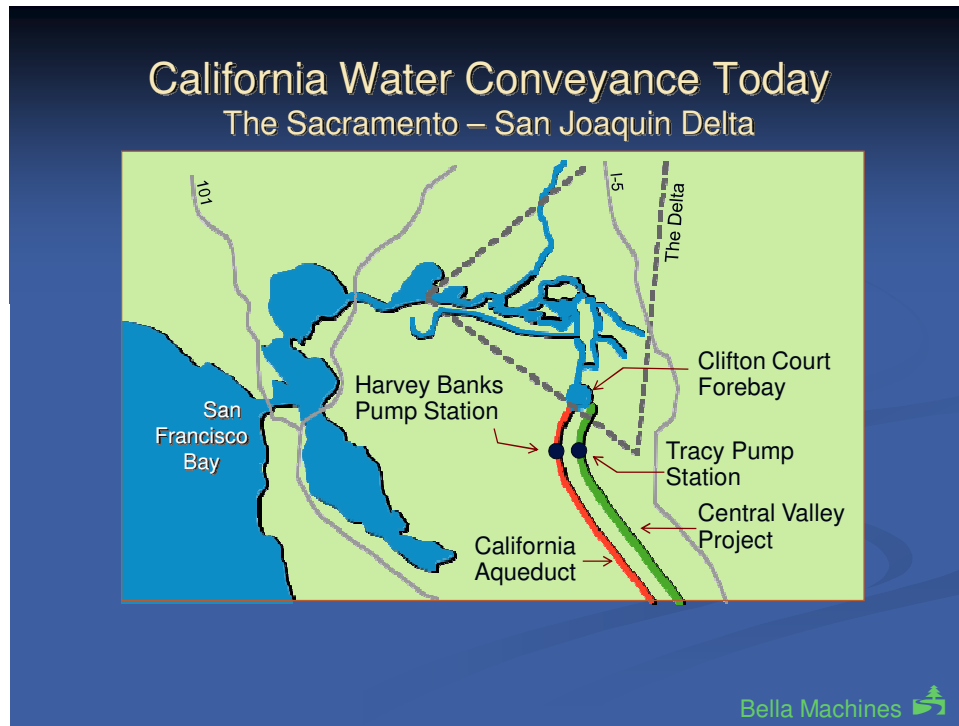 California Water Conveyance Today
The Sacramento – San Joaquin Delta
101
I-5
The Delta
Clifton Court
Forebay
Harvey Banks
Pump Station
San
Francisco
Bay
Tracy Pump
Station
Central Valley
Project
California
Aqueduct
Bella Machines